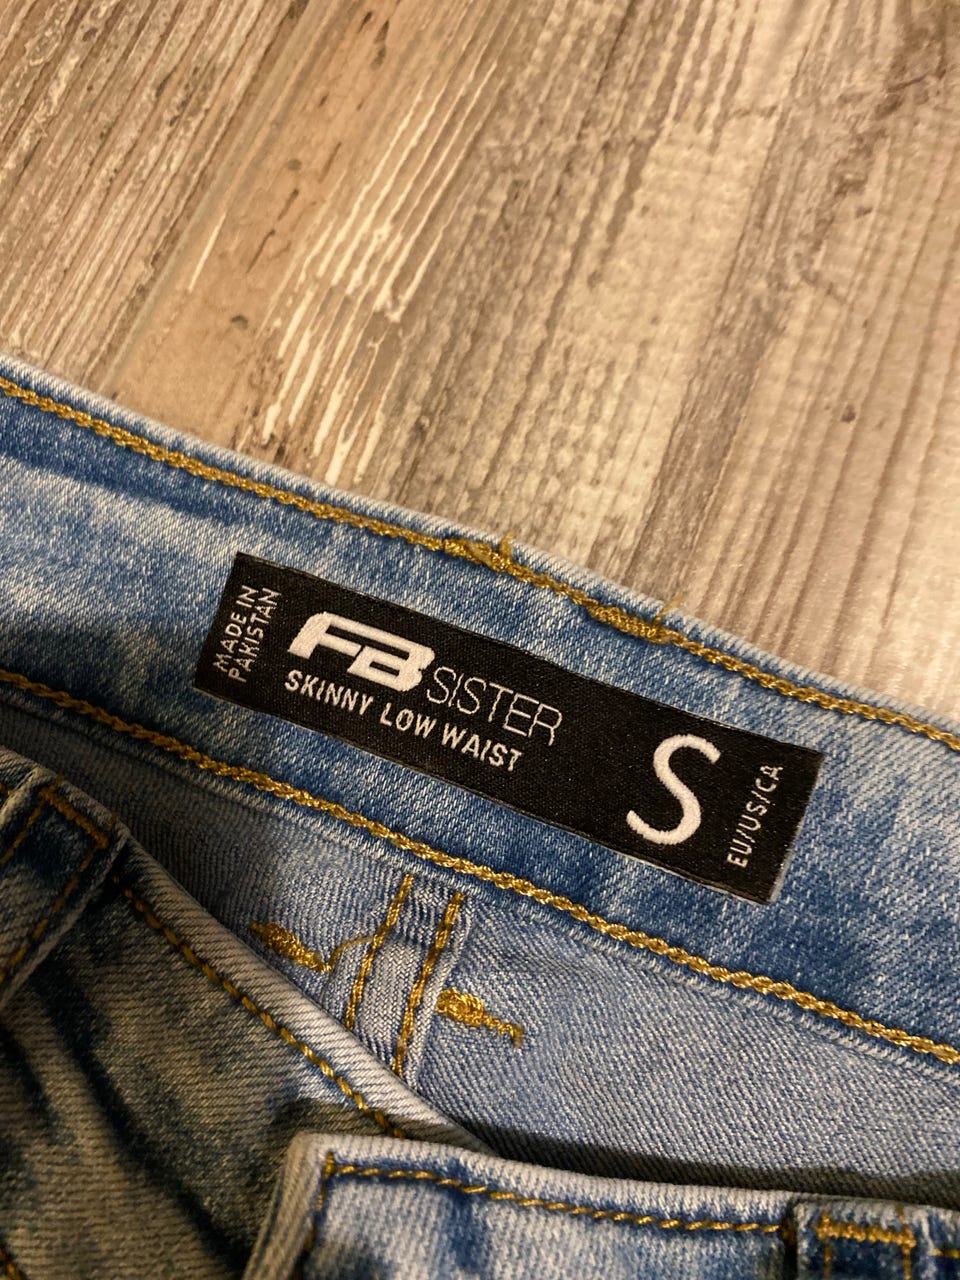 MADE IN
PAKISTAN
FB SISTER
SKINNY LOW WAIST
S
EU/US/CA